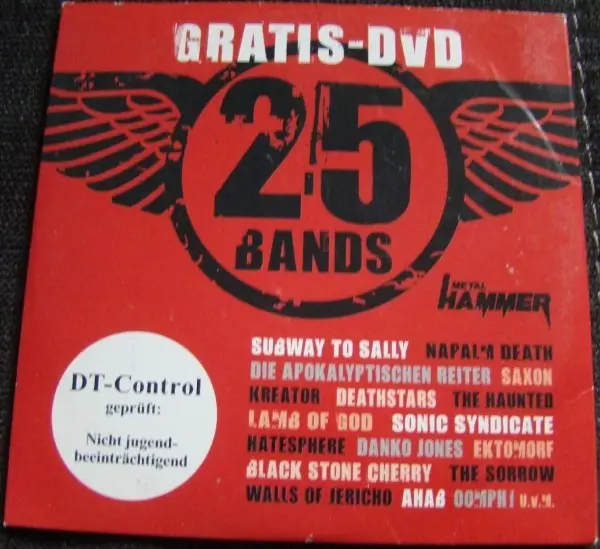 GRATIS-DVD
25
BANDS
METAL
HAMMER
SUBWAY TO SALLY NAPALM DEATH
DIE APOKALYPTISCHEN REITER SAXON
KREATOR DEATHSTARS THE HAUNTED
LAMB OF GOD SONIC SYNDICATE
HATESPHERE DANKO JONES EKTOMORF
BLACK STONE CHERRY THE SORROW
WALLS OF JERICHO AHAB OOMPH! U.V.M.
DT-Control
geprüft:
Nicht jugend-
beeinträchtigend